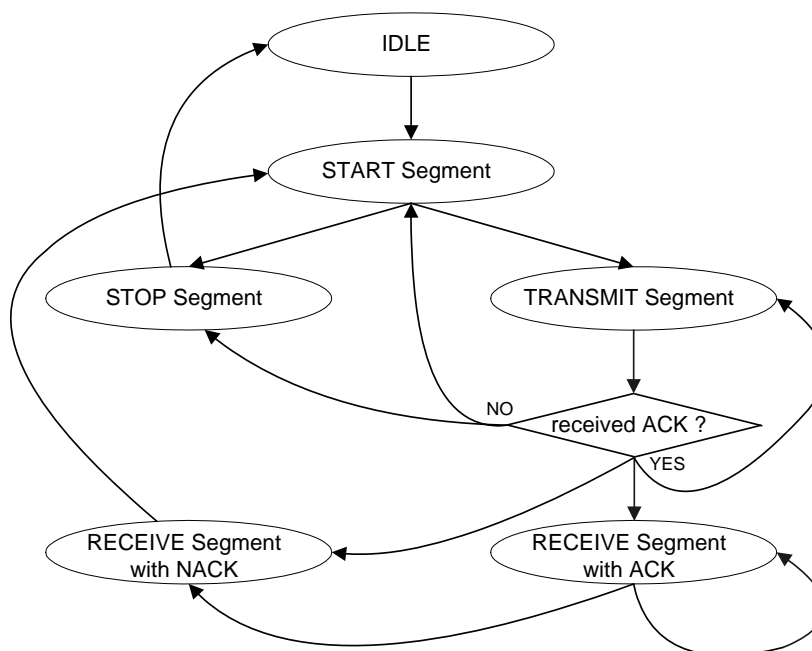 IDLE
START Segment
STOP Segment
TRANSMIT Segment
NO
received ACK ?
YES
RECEIVE Segment
with NACK
RECEIVE Segment
with ACK